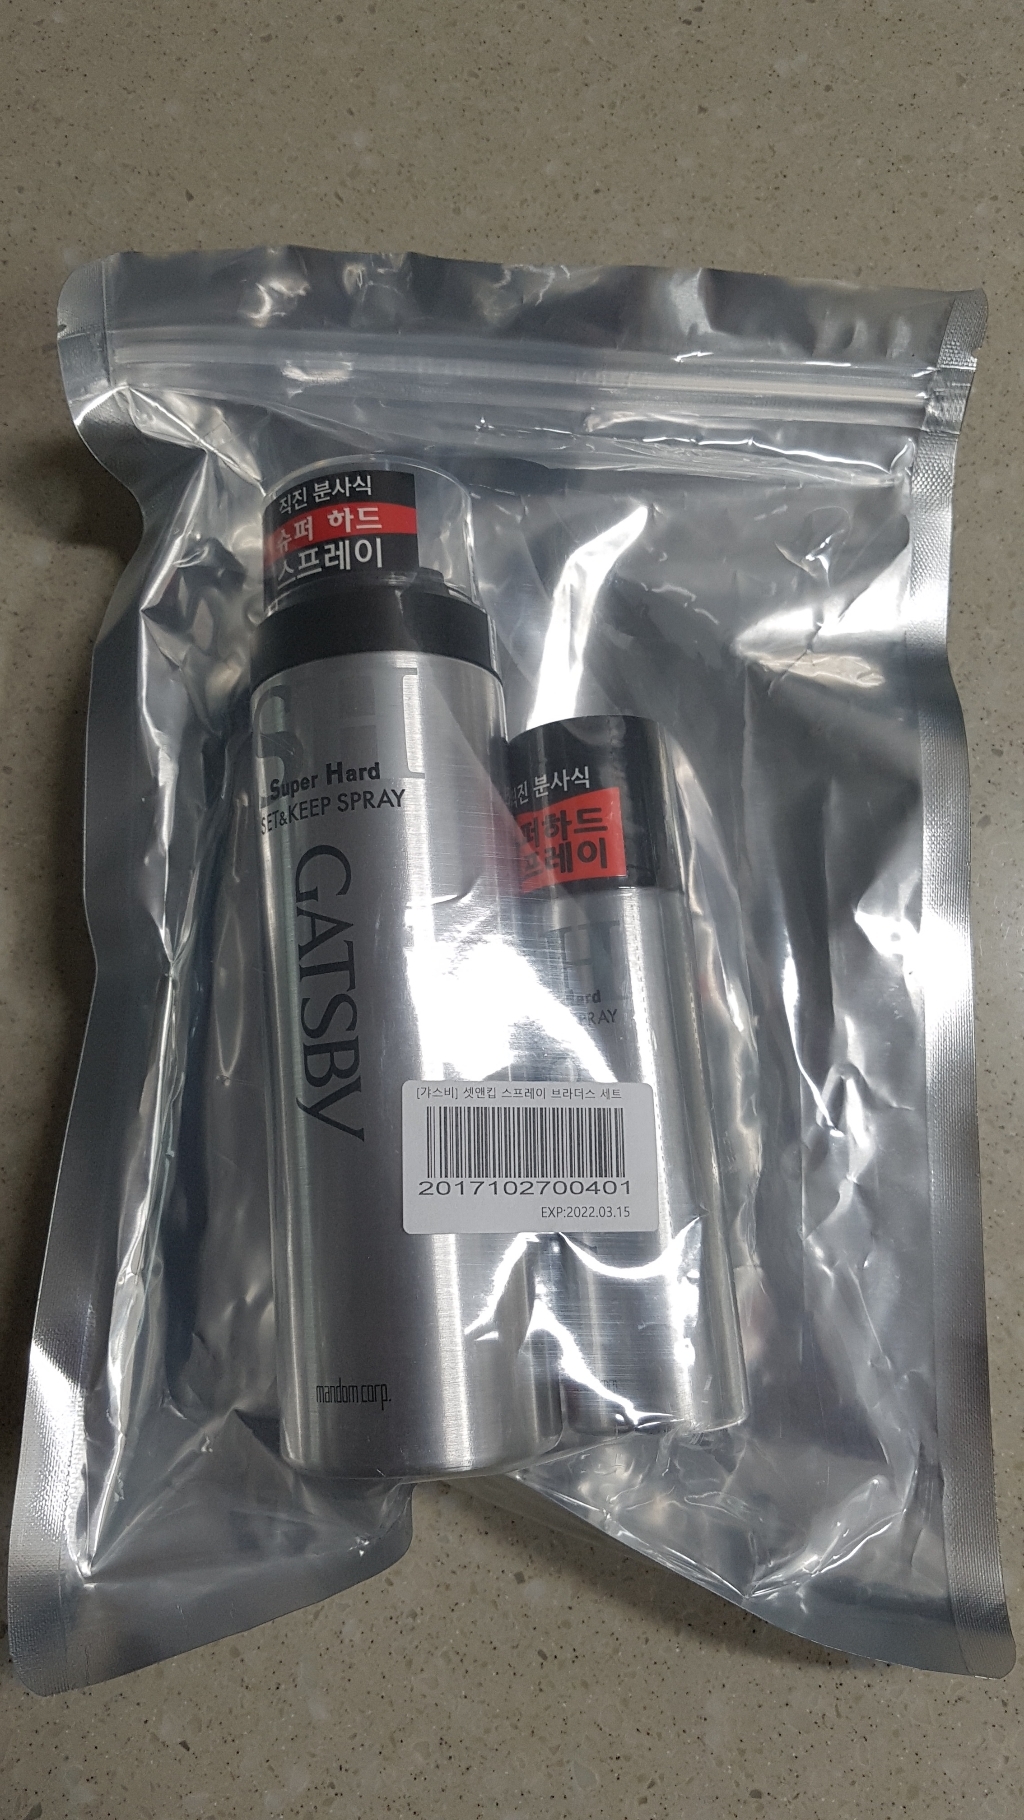 직진 분사식
슈퍼 하드
스프레이
SH
Super Hard
SET&KEEP SPRAY
GATSBY
mandom corp.
직진 분사식
퍼하드
프레이
H
Hard
SPRAY
[갸스비] 셋앤킵 스프레이 브라더스 세트
2017102700401
EXP:2022.03.15